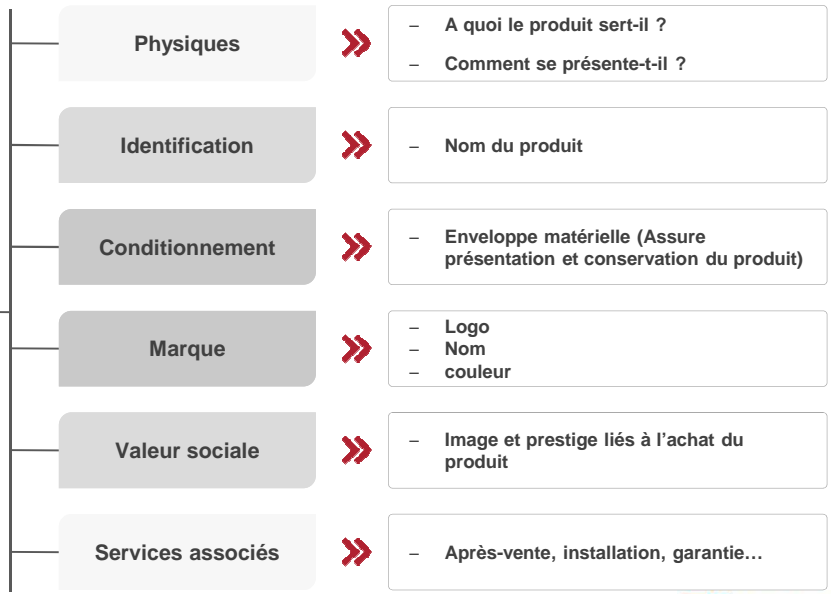 Physiques
– A quoi le produit sert-il ?
– Comment se présente-t-il ?
Identification
– Nom du produit
Conditionnement
– Enveloppe matérielle (Assure
présentation et conservation du produit)
Marque
– Logo
– Nom
– couleur
Valeur sociale
– Image et prestige liés à l’achat du
produit
Services associés
– Après-vente, installation, garantie…